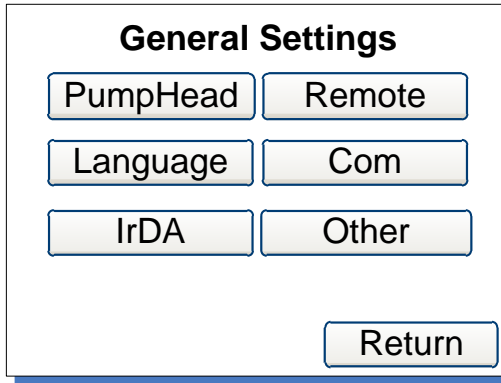 General Settings
PumpHead Remote
Language Com
IrDA Other
Return